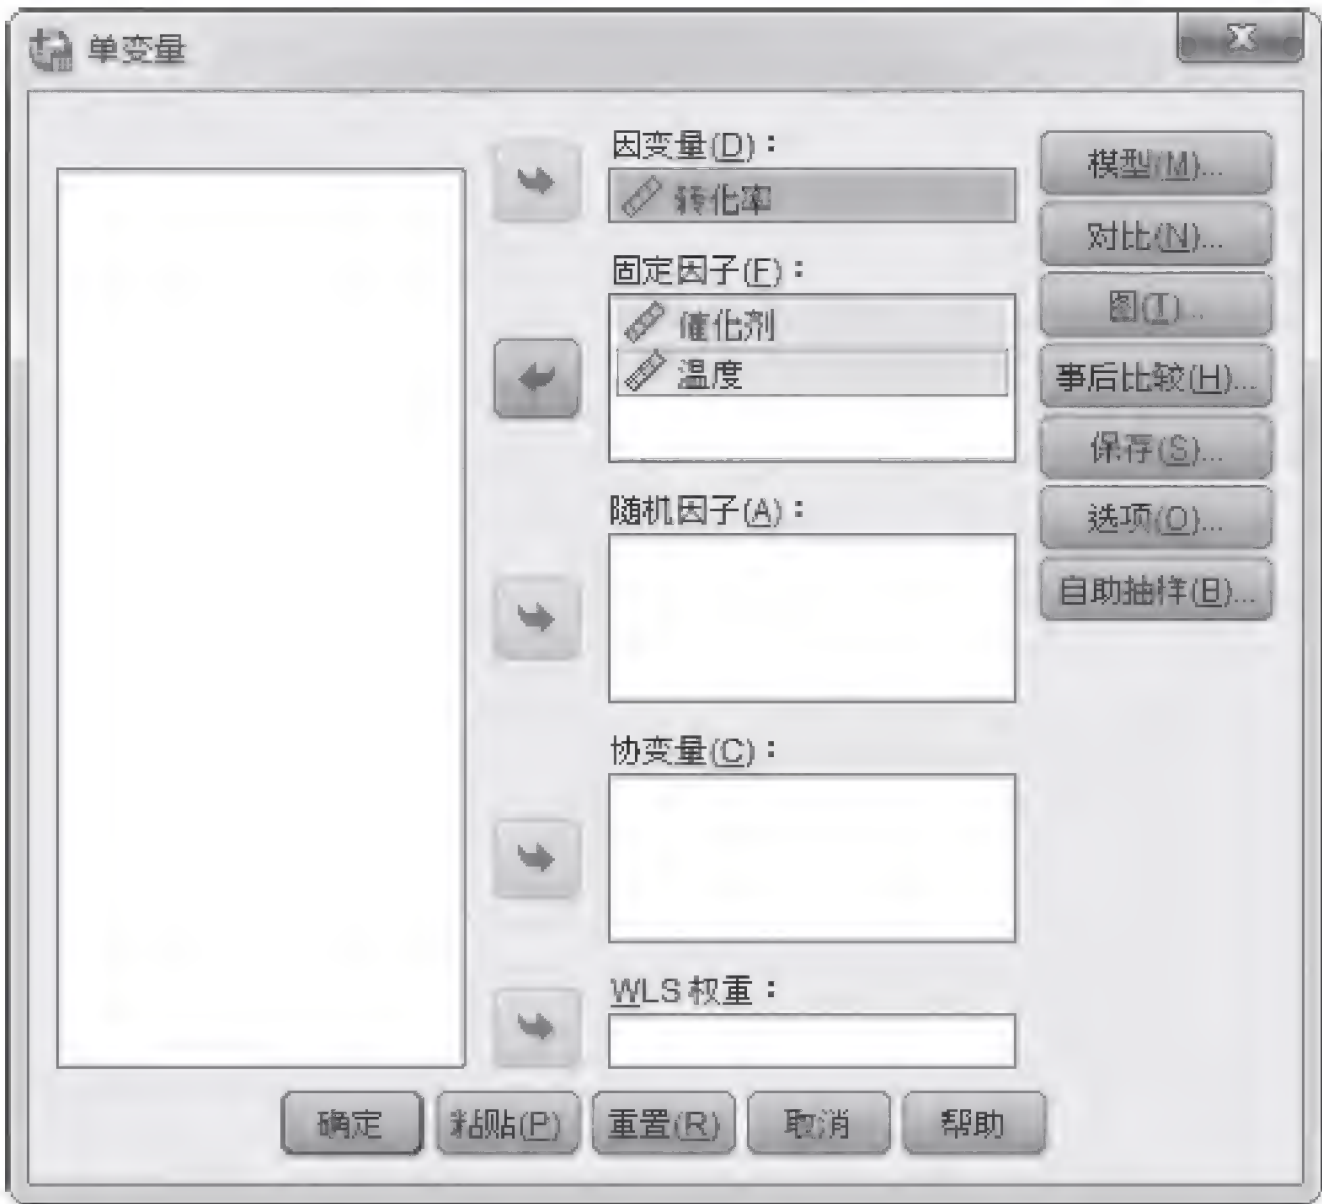 单变量
因变量(D)：
转化率
固定因子(F)：
催化剂
温度
随机因子(A)：
协变量(C)：
WLS 权重：
模型(M)...
对比(N)...
图(T)...
事后比较(H)...
保存(S)...
选项(O)...
自助抽样(B)...
确定
粘贴(P)
重置(R)
取消
帮助